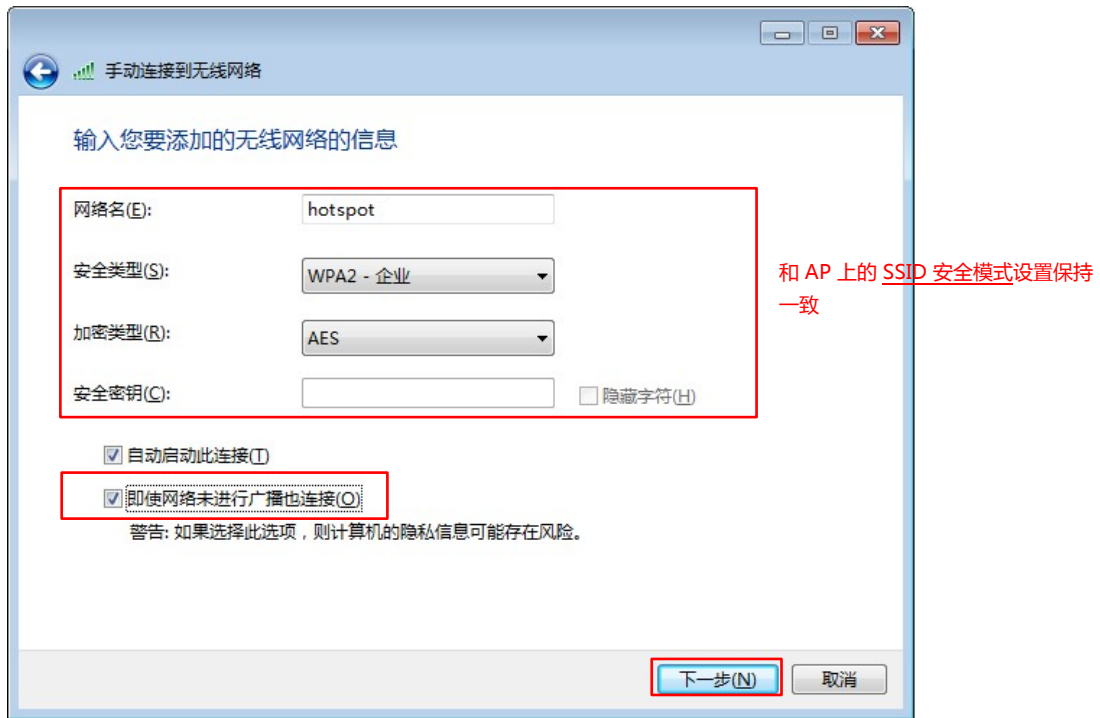 手动连接到无线网络
输入您要添加的无线网络的信息
网络名(E): hotspot
安全类型(S): WPA2 - 企业
和 AP 上的 SSID 安全模式设置保持
一致
加密类型(R): AES
安全密钥(C): 隐藏字符(H)
自动启动此连接(T)
即使网络未进行广播也连接(O)
警告: 如果选择此选项，则计算机的隐私信息可能存在风险。
下一步(N) 取消